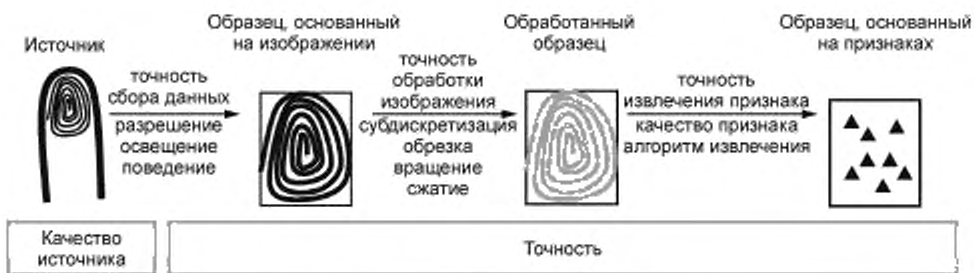 Источник
точность
сбора данных
разрешение
освещение
поведение
Образец, основанный
на изображении
точность
обработки
изображения
субдискретизация
обрезка
вращение
сжатие
Обработанный
образец
точность
извлечения признака
качество признака
алгоритм извлечения
Образец, основанный
на признаках
Качество
источника
Точность